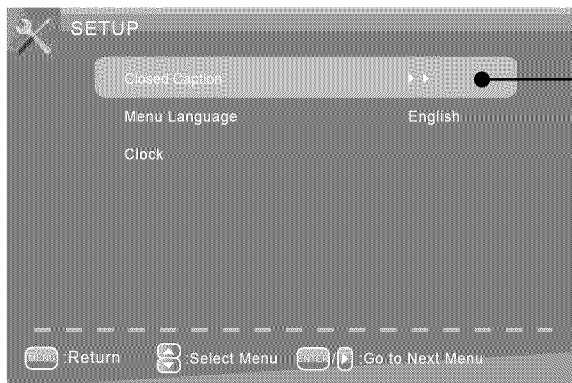 SETUP
Closed Caption
Menu Language English
Clock
MENU :Return :Select Menu ENTER / :Go to Next Menu